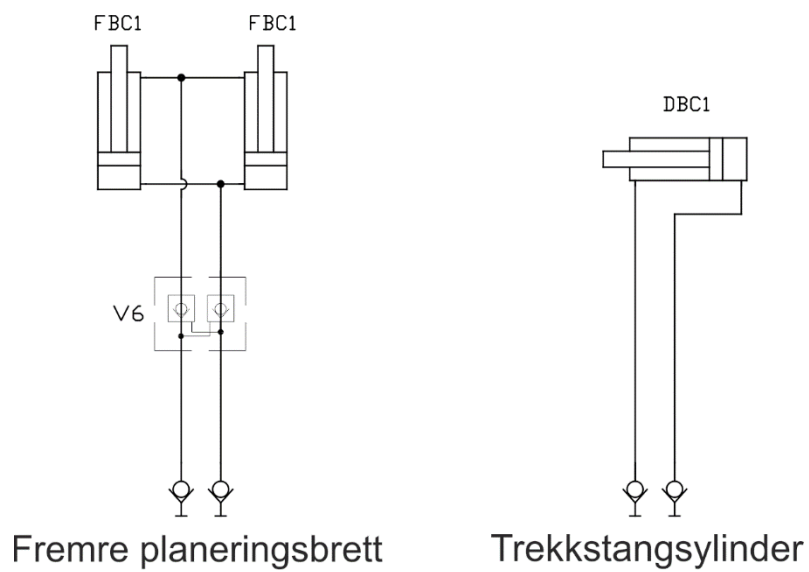 FBC1 FBC1
DBC1
V6
Fremre planeringsbrett
Trekkstangsylinder